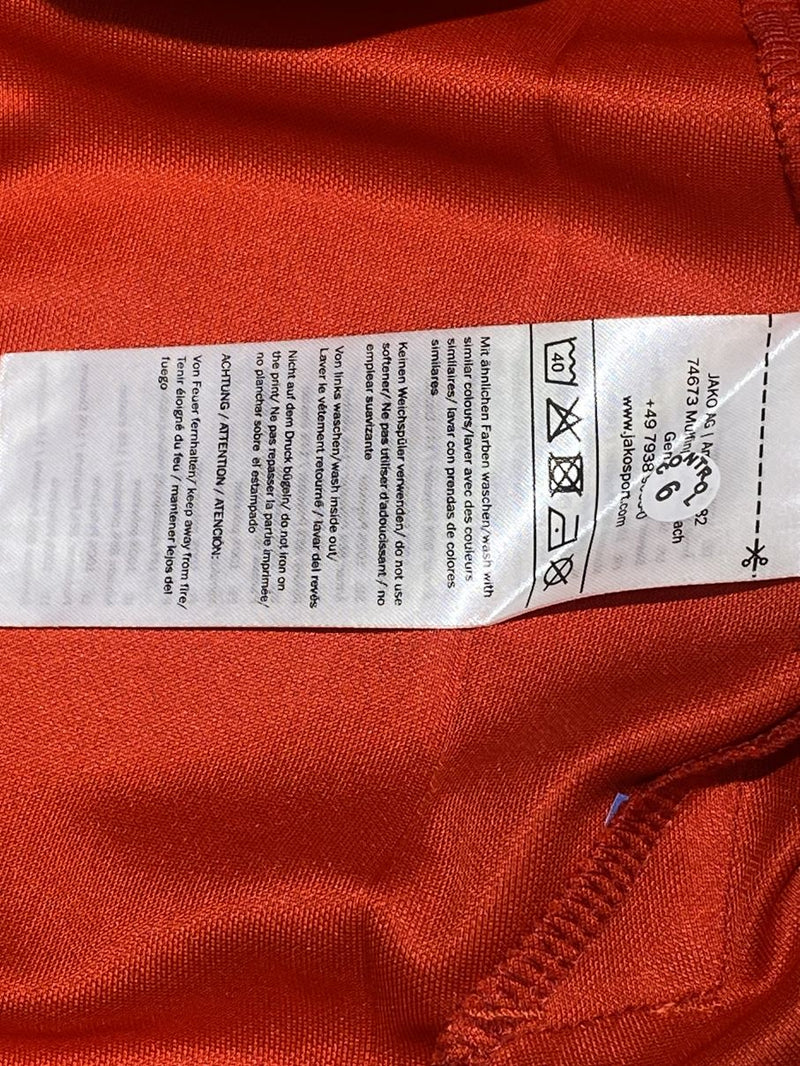 JAKO AG | 82
74673
ach
+49 7938
www.jakosport.com
NTROL
6
40
Mit ähnlichen Farben waschen/wash with
similar colours/laver avec des couleurs
similaires/ lavar con prendas de colores
similares
Keinen Weichspüler verwenden/ do not use
softener/ Ne pas utiliser d'adoucissant / no
emplear suavizante
Von links waschen/wash inside out/
Laver le vêtement retourné / lavar del revés
Nicht auf dem Druck bügeln/ do not iron on
the print/ Ne pas repasser la partie imprimée/
no planchar sobre el estampado
ACHTUNG / ATTENTION / ATENCIÓN:
Von Feuer fernhalten/ keep away from fire/
Tenir éloigné du feu / mantener lejos del
fuego